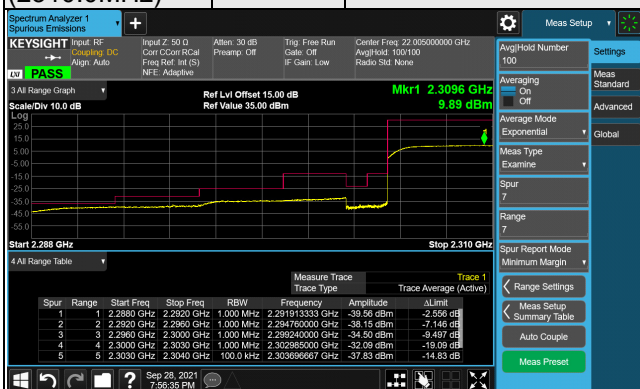 (2310.0MHz)
Spectrum Analyzer 1
Spurious Emissions
Meas Setup
KEYSIGHT Input: RF Input Z: 50 Ω Atten: 30 dB Trig: Free Run Center Freq: 22.005000000 GHz
Coupling: DC Corr CCorr RCal Preamp: Off Gate: Off Avg|Hold: 100/100
Align: Auto Freq Ref: Int (S) IF Gain: Low Radio Std: None
NFE: Adaptive
LXI PASS
3 All Range Graph Ref Lvl Offset 15.00 dB Mkr1 2.3096 GHz
Scale/Div 10.0 dB Ref Value 35.00 dBm 9.89 dBm
Log
25.0
15.0
5.00
-5.00
-15.0
-25.0
-35.0
-45.0
-55.0
1
Start 2.288 GHz Stop 2.310 GHz
4 All Range Table
Measure Trace Trace 1
Trace Type Trace Average (Active)
Spur Range Start Freq Stop Freq RBW Frequency Amplitude ΔLimit
1 1 2.2880 GHz 2.2920 GHz 1.000 MHz 2.291913333 GHz -39.56 dBm -2.556 dB
2 2 2.2920 GHz 2.2960 GHz 1.000 MHz 2.294760000 GHz -38.15 dBm -7.146 dB
3 3 2.2960 GHz 2.3000 GHz 1.000 MHz 2.299240000 GHz -34.50 dBm -9.497 dB
4 4 2.3000 GHz 2.3030 GHz 1.000 MHz 2.302985000 GHz -32.09 dBm -19.09 dB
5 5 2.3030 GHz 2.3040 GHz 100.0 kHz 2.303696667 GHz -37.83 dBm -14.83 dB
Sep 28, 2021
7:56:35 PM
Avg|Hold Number
100
Averaging
On
Off
Average Mode
Exponential
Meas Type
Examine
Spur
7
Range
7
Spur Report Mode
Minimum Margin
Range Settings
Meas Setup
Summary Table
Auto Couple
Meas Preset
Settings
Meas
Standard
Advanced
Global